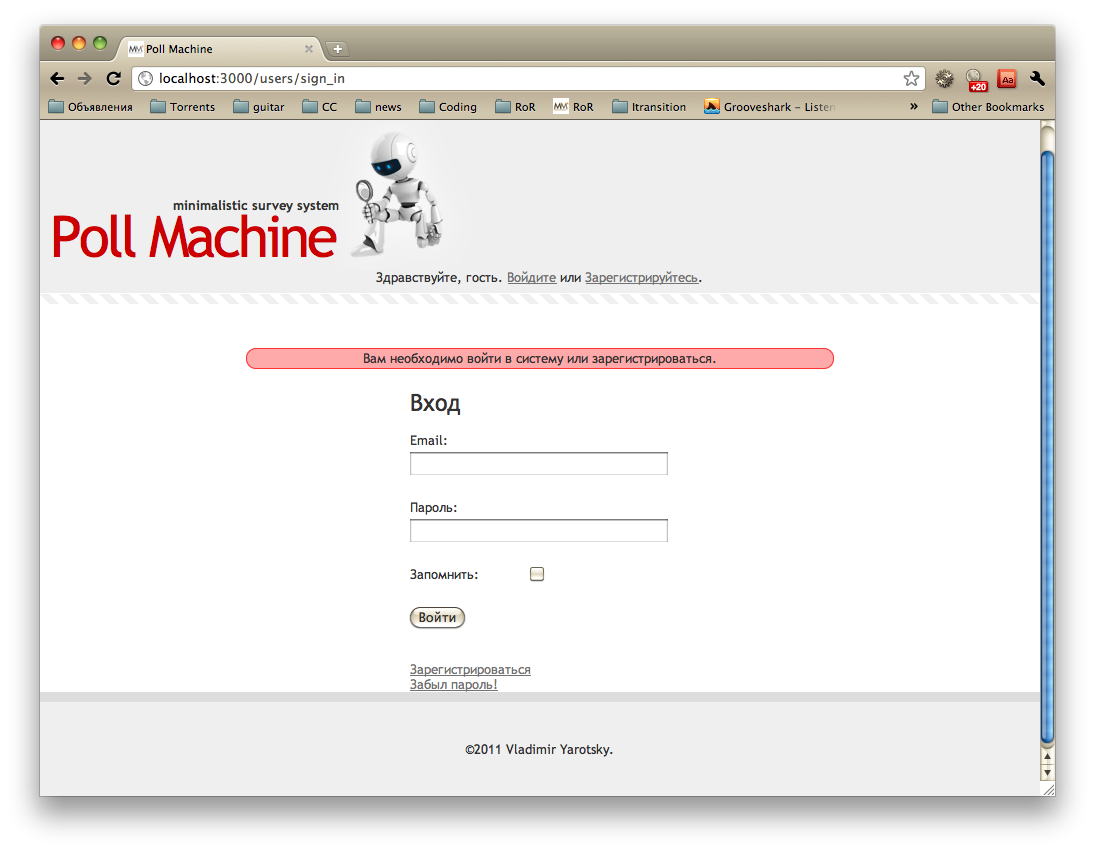 Poll Machine
localhost:3000/users/sign_in
+20
Aa
Объявления Torrents guitar CC news Coding RoR MM RoR Itransition Grooveshark – Listen » Other Bookmarks
minimalistic survey system
Poll Machine
Здравствуйте, гость. Войдите или Зарегистрируйтесь.
Вам необходимо войти в систему или зарегистрироваться.
Вход
Email:
Пароль:
Запомнить:
Войти
Зарегистрироваться
Забыл пароль!
©2011 Vladimir Yarotsky.